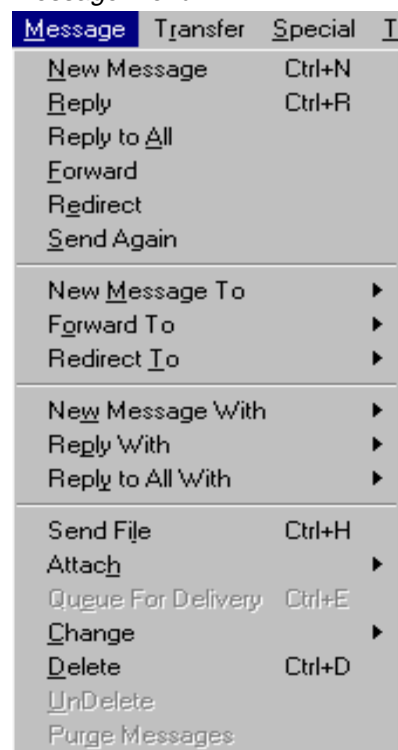 Message Transfer Special T
New Message Ctrl+N
Reply Ctrl+R
Reply to All
Forward
Redirect
Send Again
New Message To
Forward To
Redirect To
New Message With
Reply With
Reply to All With
Send File Ctrl+H
Attach
Queue For Delivery Ctrl+E
Change
Delete Ctrl+D
UnDelete
Purge Messages